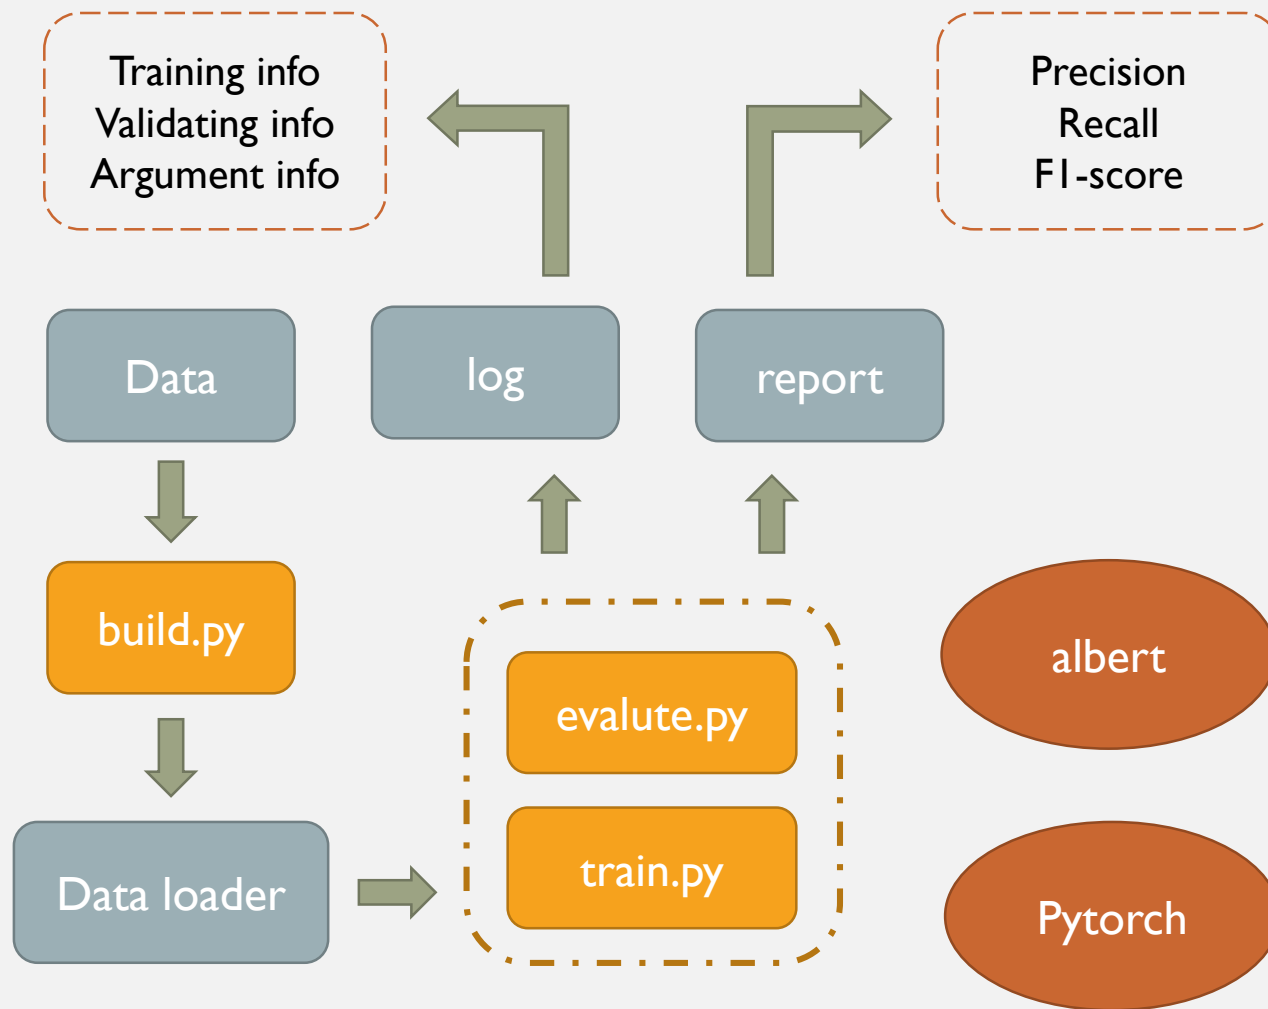 Training info
Validating info
Argument info
Precision
Recall
F1-score
Data
log
report
build.py
evalute.py
albert
train.py
Data loader
Pytorch